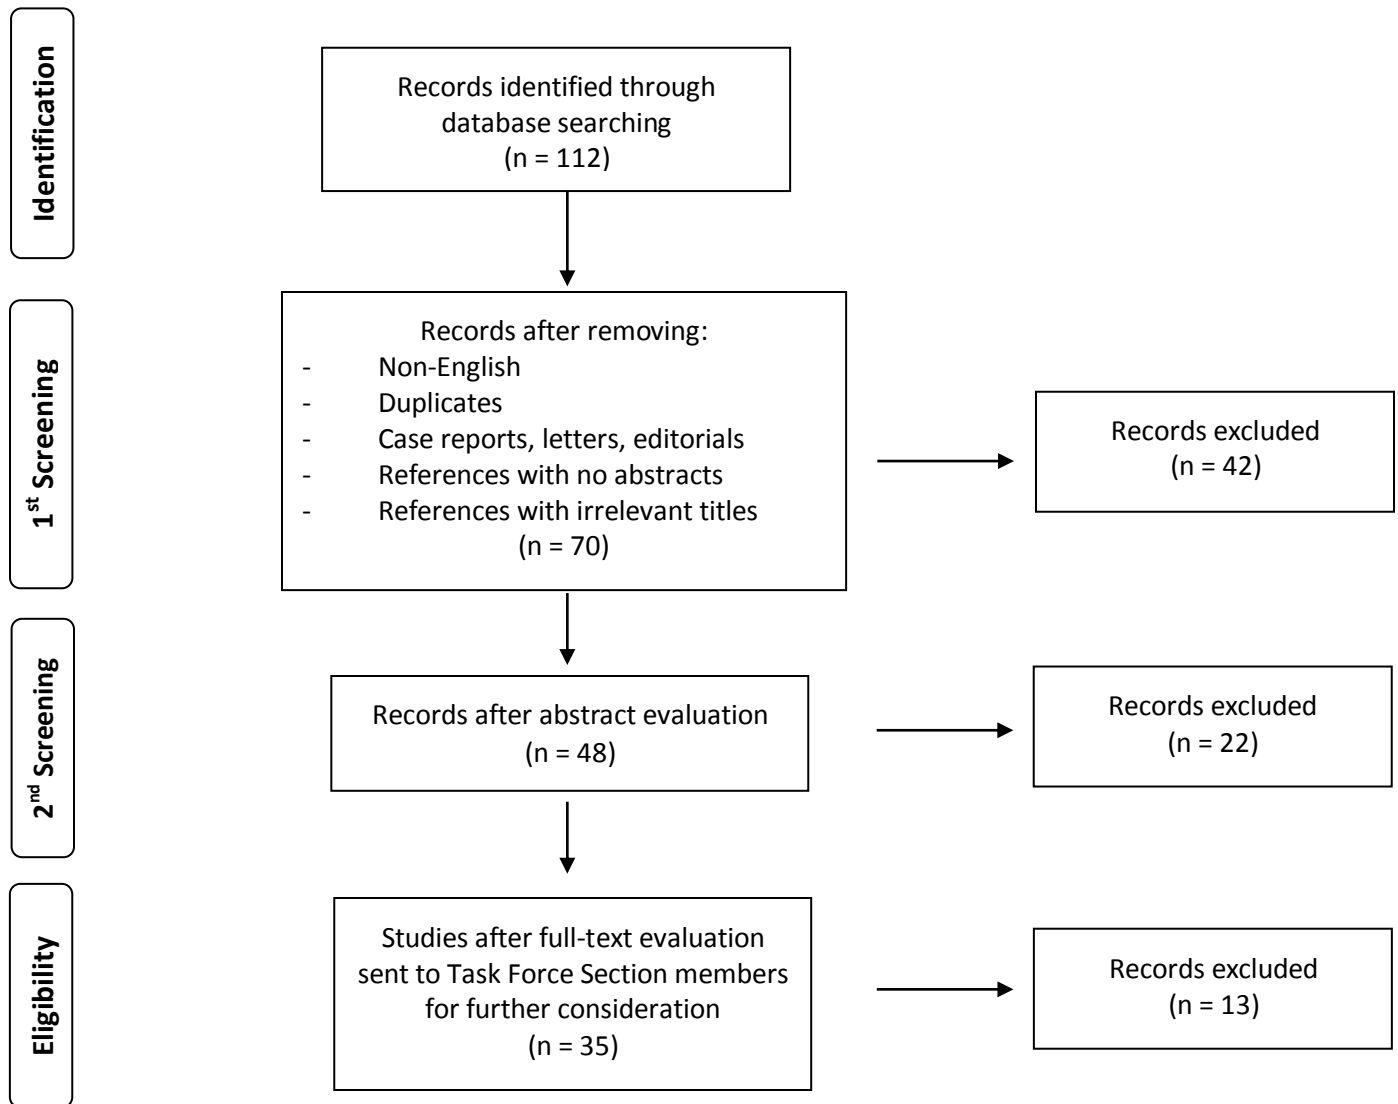 Identification
Records identified through
database searching
(n = 112)
1st Screening
Records after removing:
- Non-English
- Duplicates
- Case reports, letters, editorials
- References with no abstracts
- References with irrelevant titles
(n = 70)
Records excluded
(n = 42)
2nd Screening
Records after abstract evaluation
(n = 48)
Records excluded
(n = 22)
Eligibility
Studies after full-text evaluation
sent to Task Force Section members
for further consideration
(n = 35)
Records excluded
(n = 13)